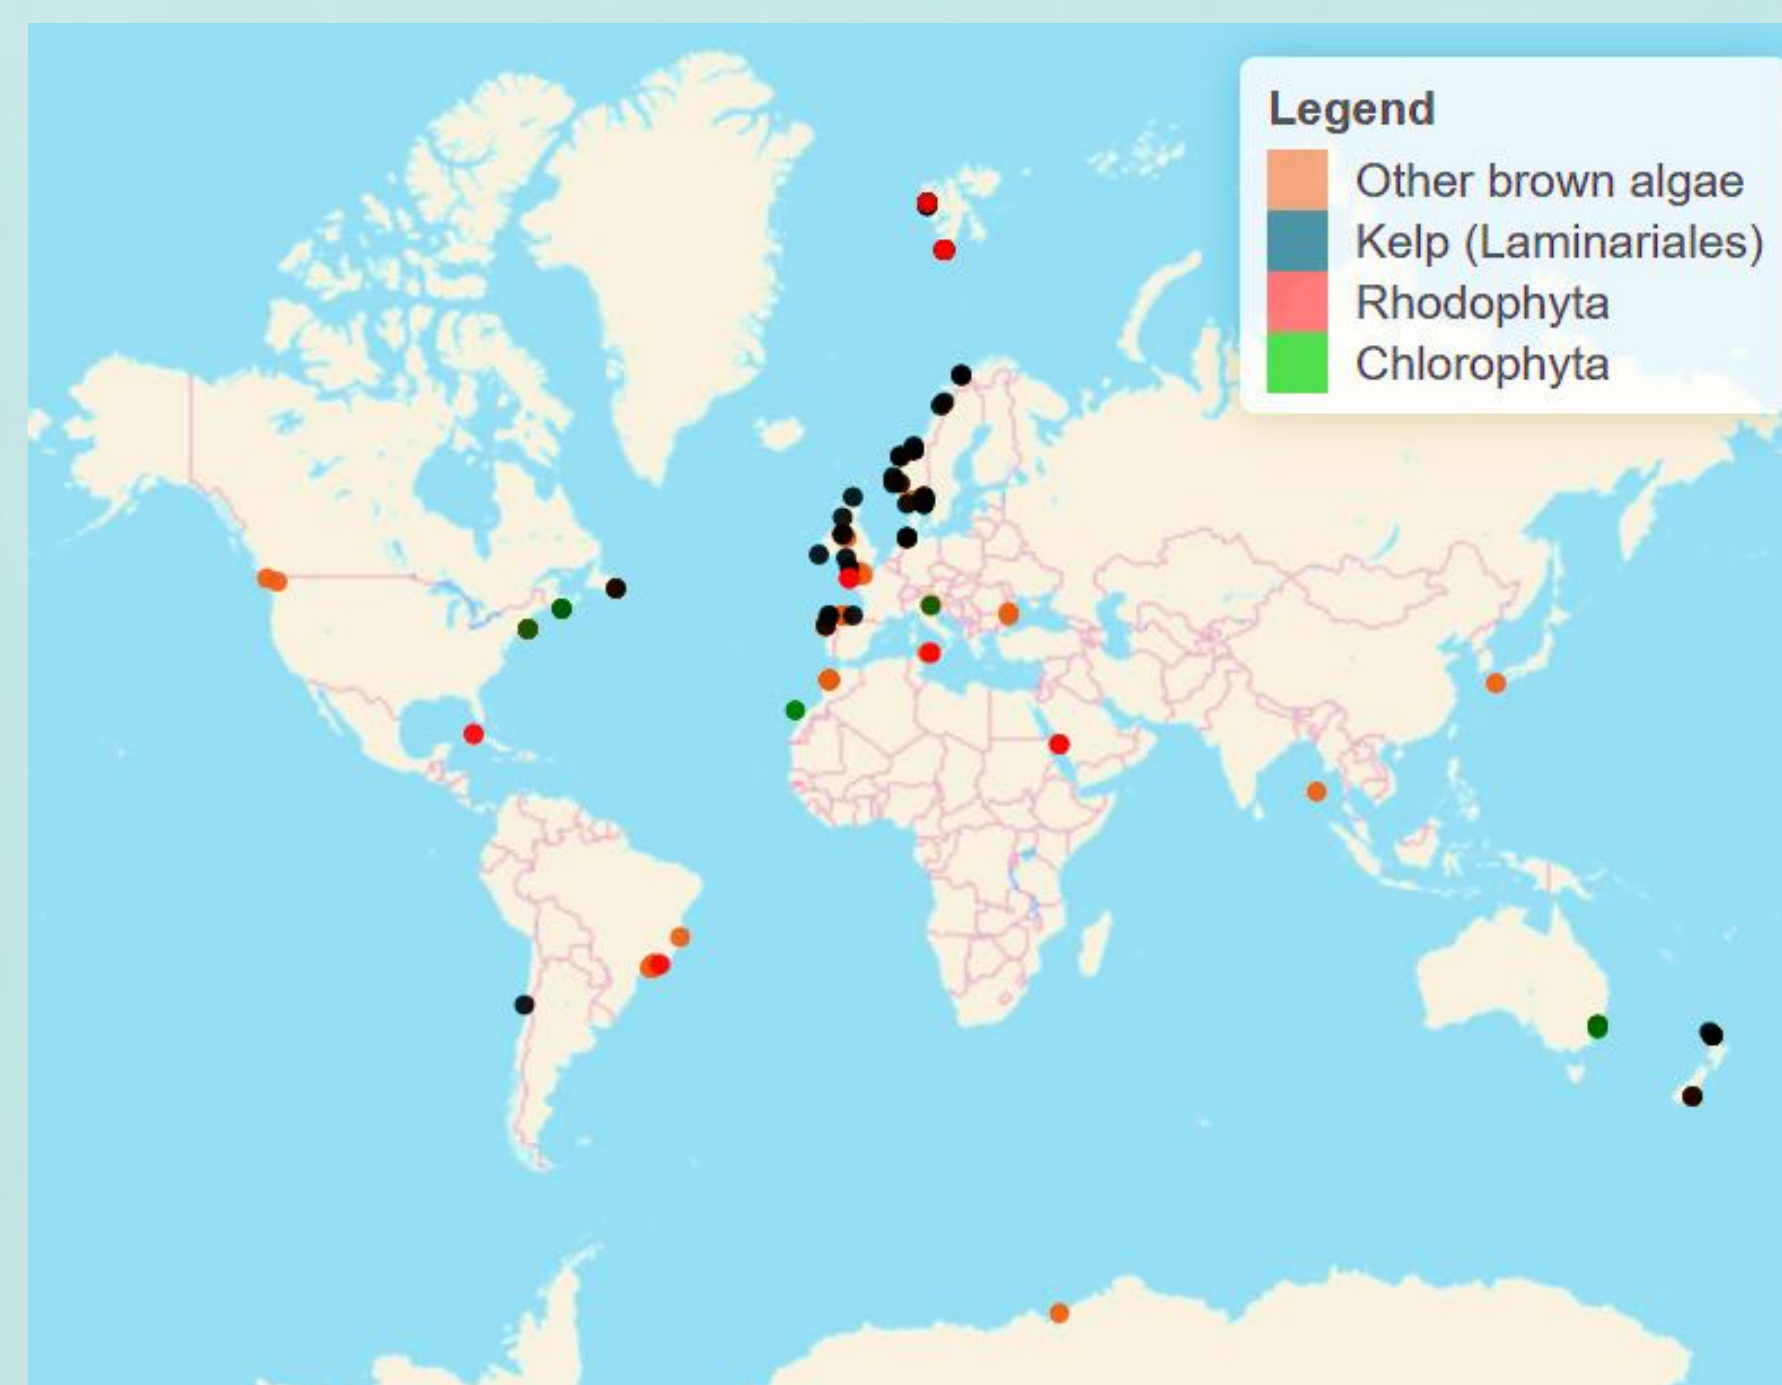 Legend
Other brown algae
Kelp (Laminariales)
Rhodophyta
Chlorophyta